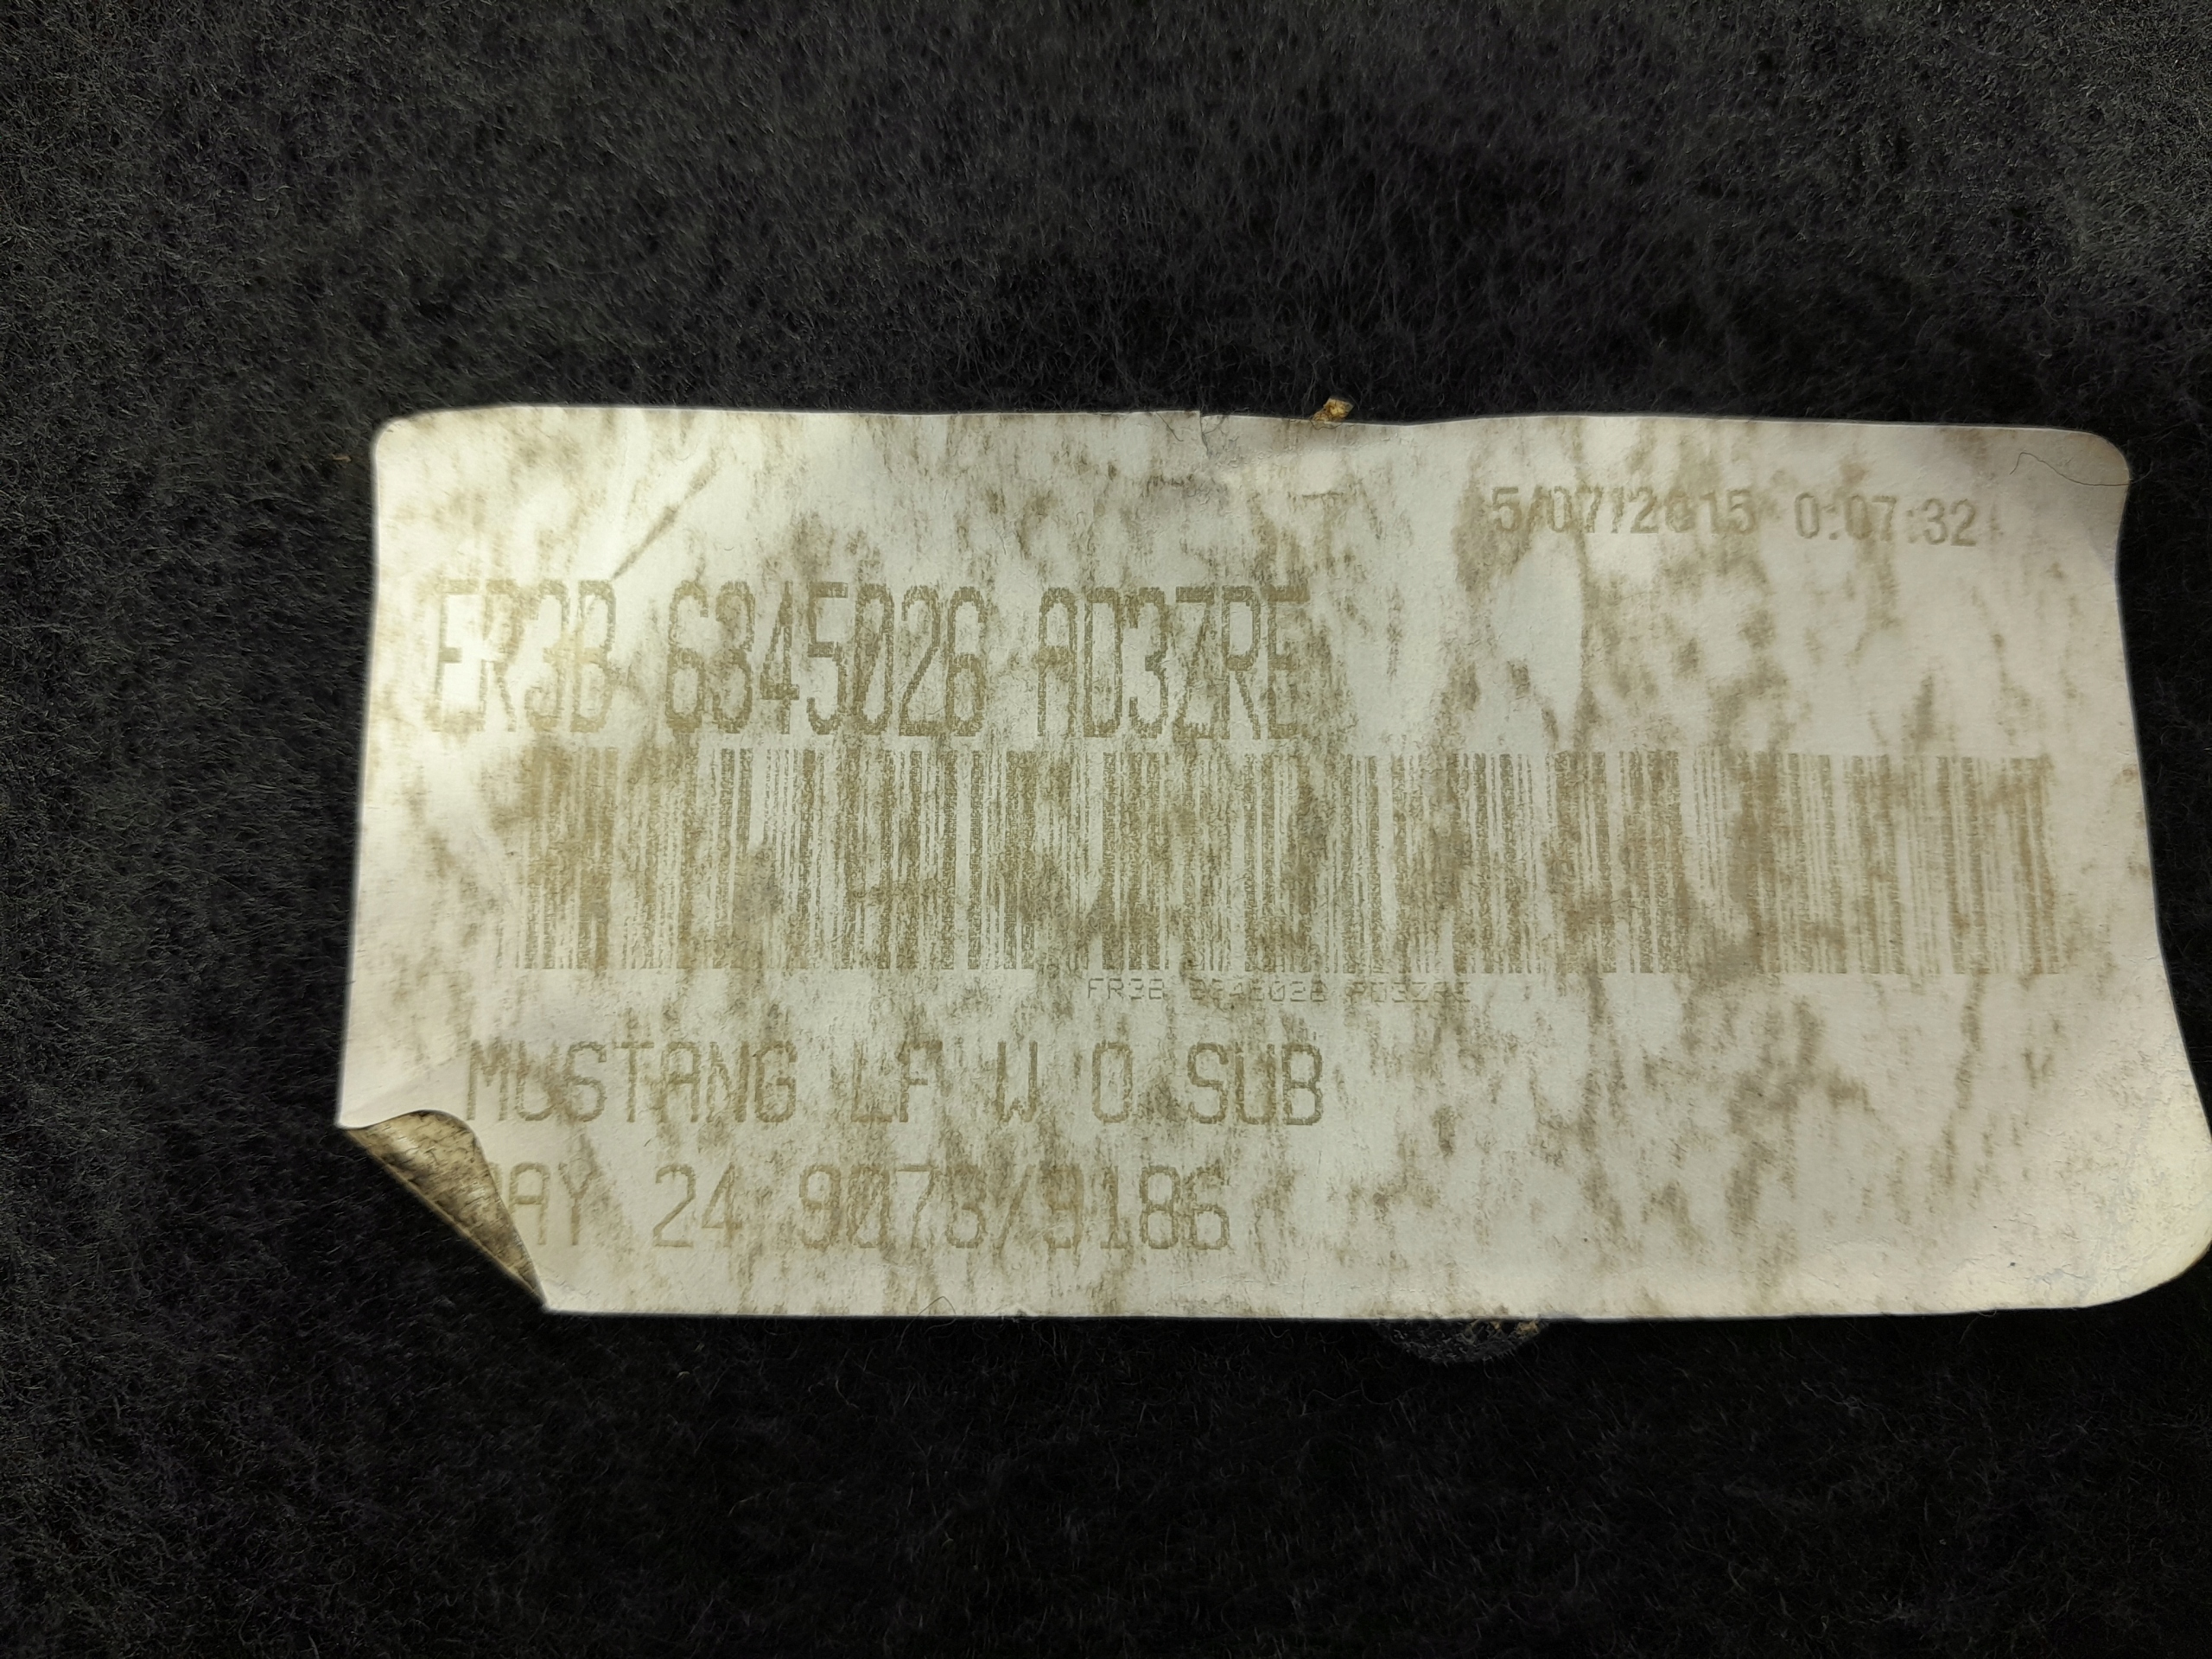 5/07/2015 0:07:32
FR3B 6345026 AD3ZRE
FR3B 6345026 AD3ZRE
MUSTANG LF W O SUB
24 9073/9186